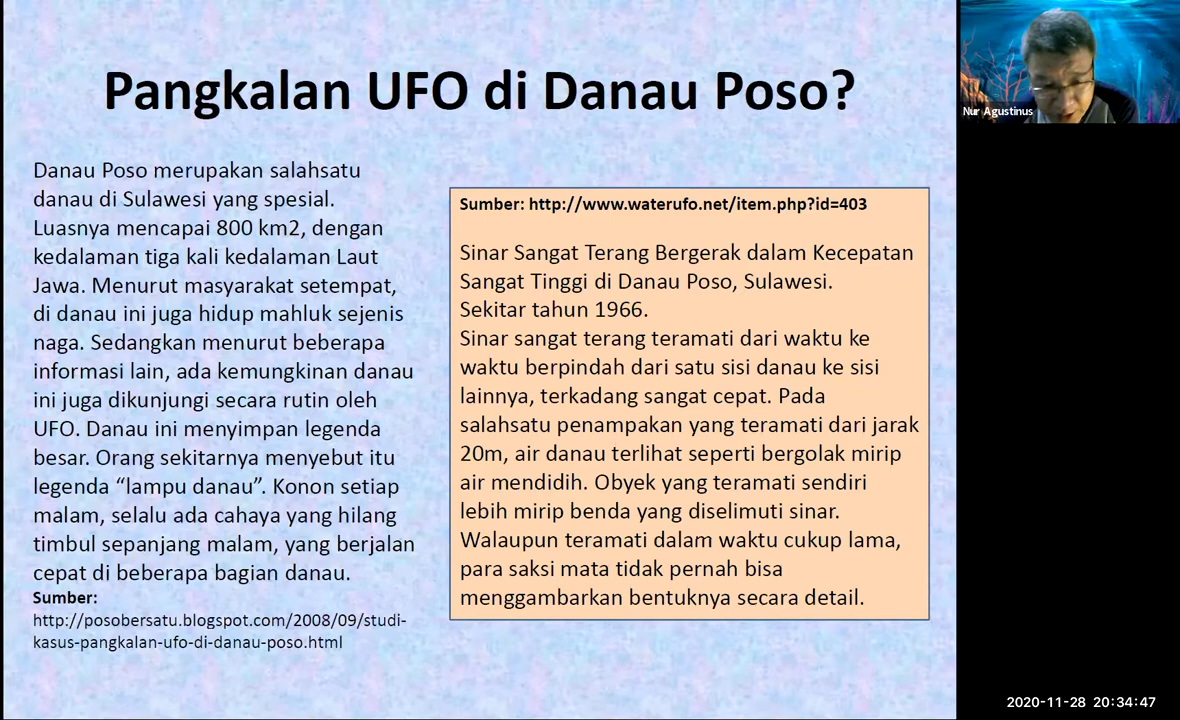 Pangkalan UFO di Danau Poso?
Danau Poso merupakan salahsatu
danau di Sulawesi yang spesial.
Luasnya mencapai 800 km2, dengan
kedalaman tiga kali kedalaman Laut
Jawa. Menurut masyarakat setempat,
di danau ini juga hidup mahluk sejenis
naga. Sedangkan menurut beberapa
informasi lain, ada kemungkinan danau
ini juga dikunjungi secara rutin oleh
UFO. Danau ini menyimpan legenda
besar. Orang sekitarnya menyebut itu
legenda “lampu danau”. Konon setiap
malam, selalu ada cahaya yang hilang
timbul sepanjang malam, yang berjalan
cepat di beberapa bagian danau.
Sumber:
http://posobersatu.blogspot.com/2008/09/studi-
kasus-pangkalan-ufo-di-danau-poso.html
Sumber: http://www.waterufo.net/item.php?id=403
Sinar Sangat Terang Bergerak dalam Kecepatan
Sangat Tinggi di Danau Poso, Sulawesi.
Sekitar tahun 1966.
Sinar sangat terang teramati dari waktu ke
waktu berpindah dari satu sisi danau ke sisi
lainnya, terkadang sangat cepat. Pada
salahsatu penampakan yang teramati dari jarak
20m, air danau terlihat seperti bergolak mirip
air mendidih. Obyek yang teramati sendiri
lebih mirip benda yang diselimuti sinar.
Walaupun teramati dalam waktu cukup lama,
para saksi mata tidak pernah bisa
menggambarkan bentuknya secara detail.
Nur Agustinus
2020-11-28 20:34:47